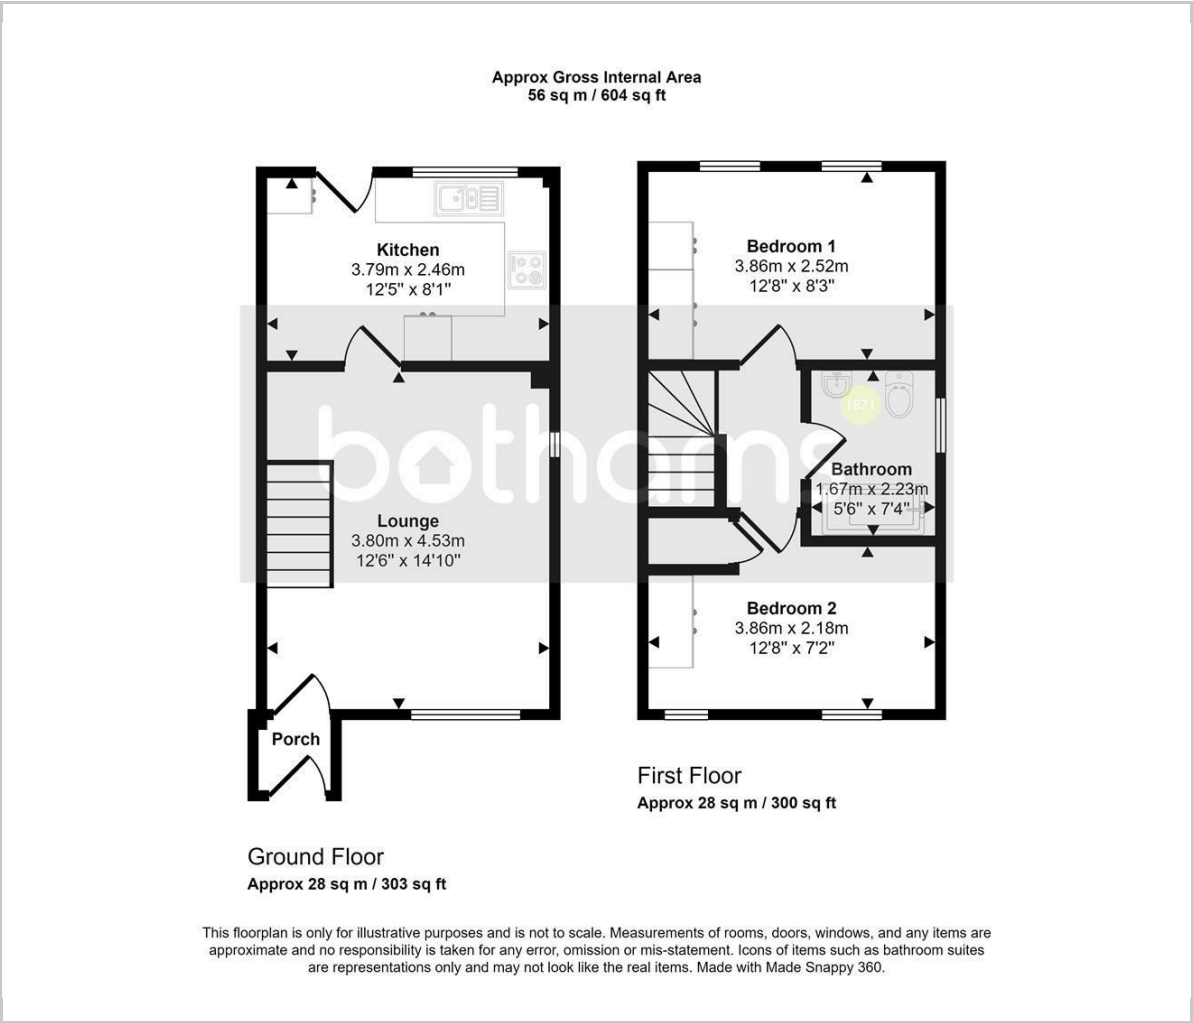 Approx Gross Internal Area
56 sq m / 604 sq ft
Kitchen
3.79m x 2.46m
12'5" x 8'1"
Lounge
3.80m x 4.53m
12'6" x 14'10"
Porch
Ground Floor
Approx 28 sq m / 303 sq ft
Bedroom 1
3.86m x 2.52m
12'8" x 8'3"
Bathroom
1.67m x 2.23m
5'6" x 7'4"
Bedroom 2
3.86m x 2.18m
12'8" x 7'2"
First Floor
Approx 28 sq m / 300 sq ft
bothams
1871
This floorplan is only for illustrative purposes and is not to scale. Measurements of rooms, doors, windows, and any items are
approximate and no responsibility is taken for any error, omission or mis-statement. Icons of items such as bathroom suites
are representations only and may not look like the real items. Made with Made Snappy 360.